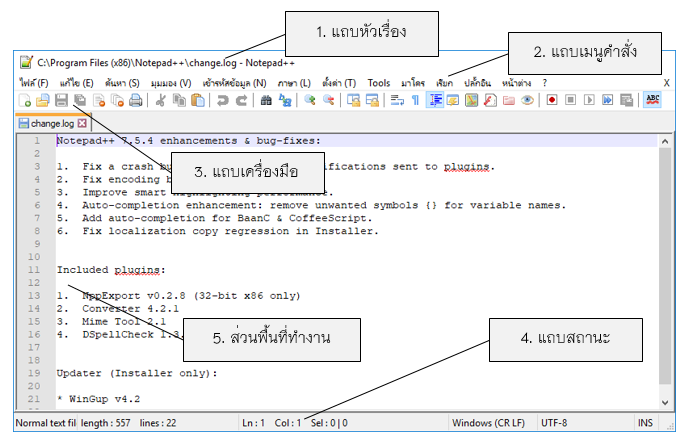 1. แถบหัวเรื่อง
C:\Program Files (x86)\Notepad++\change.log - Notepad++
2. แถบเมนูคำสั่ง
ไฟล์ (F) แก้ไข (E) ค้นหา (S) มุมมอง (V) เข้ารหัสข้อมูล (N) ภาษา (L) ตั้งค่า (T) Tools มาโคร เรียก ปลั๊กอิน หน้าต่าง ? X
ABC
change.log
1 Notepad++ 7.5.4 enhancements & bug-fixes:
2
3 1. Fix a crash bu ifications sent to plugins.
4 2. Fix encoding b
3. แถบเครื่องมือ
5 3. Improve smart
6 4. Auto-completion enhancement: remove unwanted symbols {} for variable names.
7 5. Add auto-completion for BaanC & CoffeeScript.
8 6. Fix localization copy regression in Installer.
9
10
11 Included plugins:
12
13 1. NppExport v0.2.8 (32-bit x86 only)
14 2. Converter 4.2.1
15 3. Mime Tool 2.1
16 4. DSpellCheck 1.3.
5. ส่วนพื้นที่ทำงาน
4. แถบสถานะ
17
18
19 Updater (Installer only):
20
21 * WinGup v4.2
Normal text fil length : 557 lines : 22 Ln : 1 Col : 1 Sel : 0 | 0 Windows (CR LF) UTF-8 INS